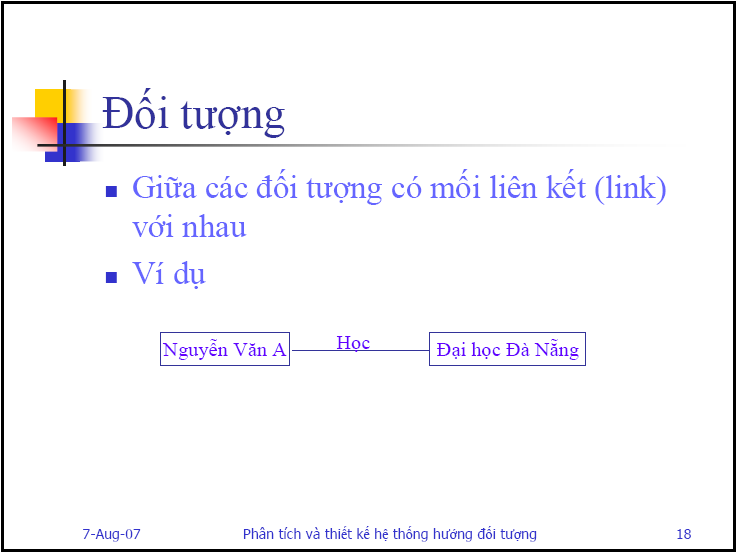 Đối tượng
Giữa các đối tượng có mối liên kết (link)
với nhau
Ví dụ
Nguyễn Văn A
Học
Đại học Đà Nẵng
7-Aug-07
Phân tích và thiết kế hệ thống hướng đối tượng
18